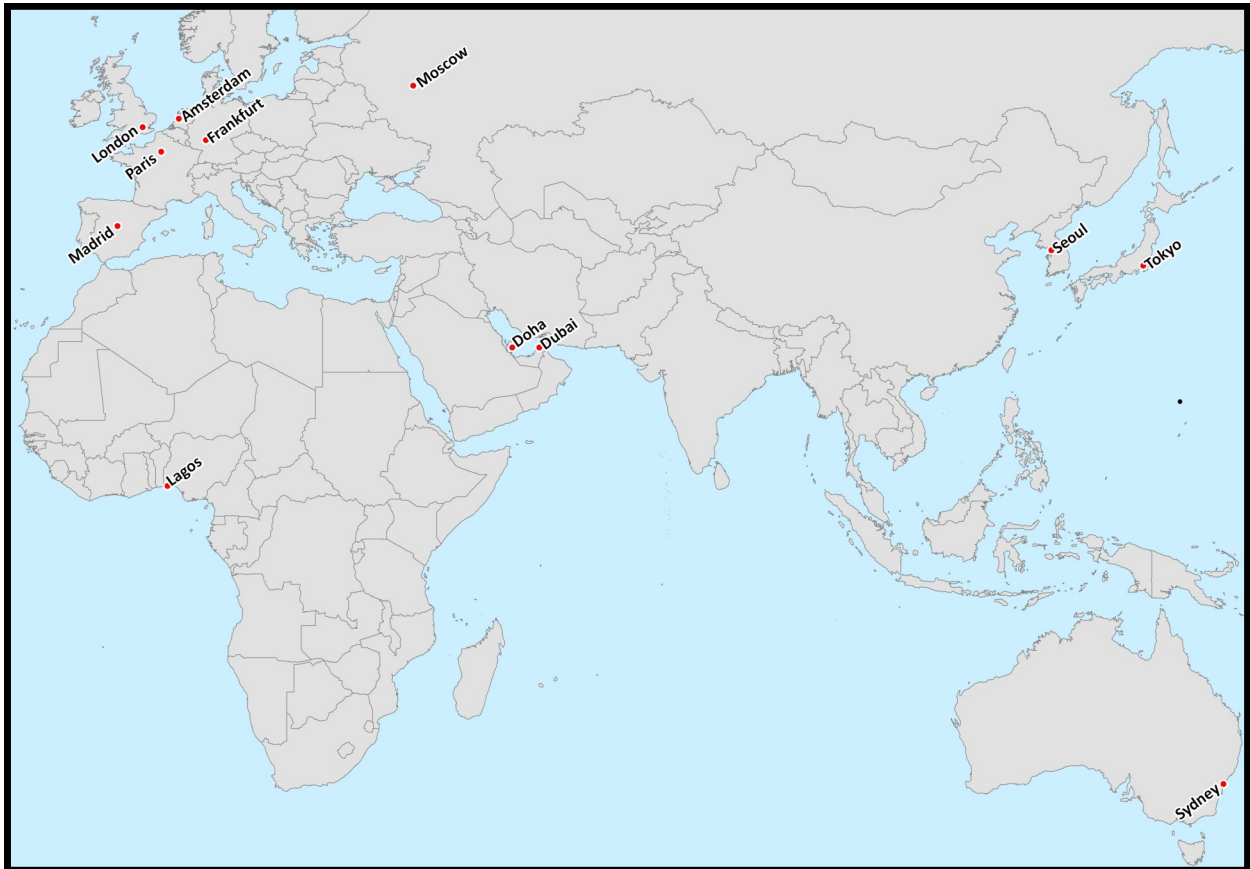 Moscow
Amsterdam
London
Frankfurt
Paris
Madrid
Seoul
Tokyo
Doha
Dubai
Lagos
Sydney